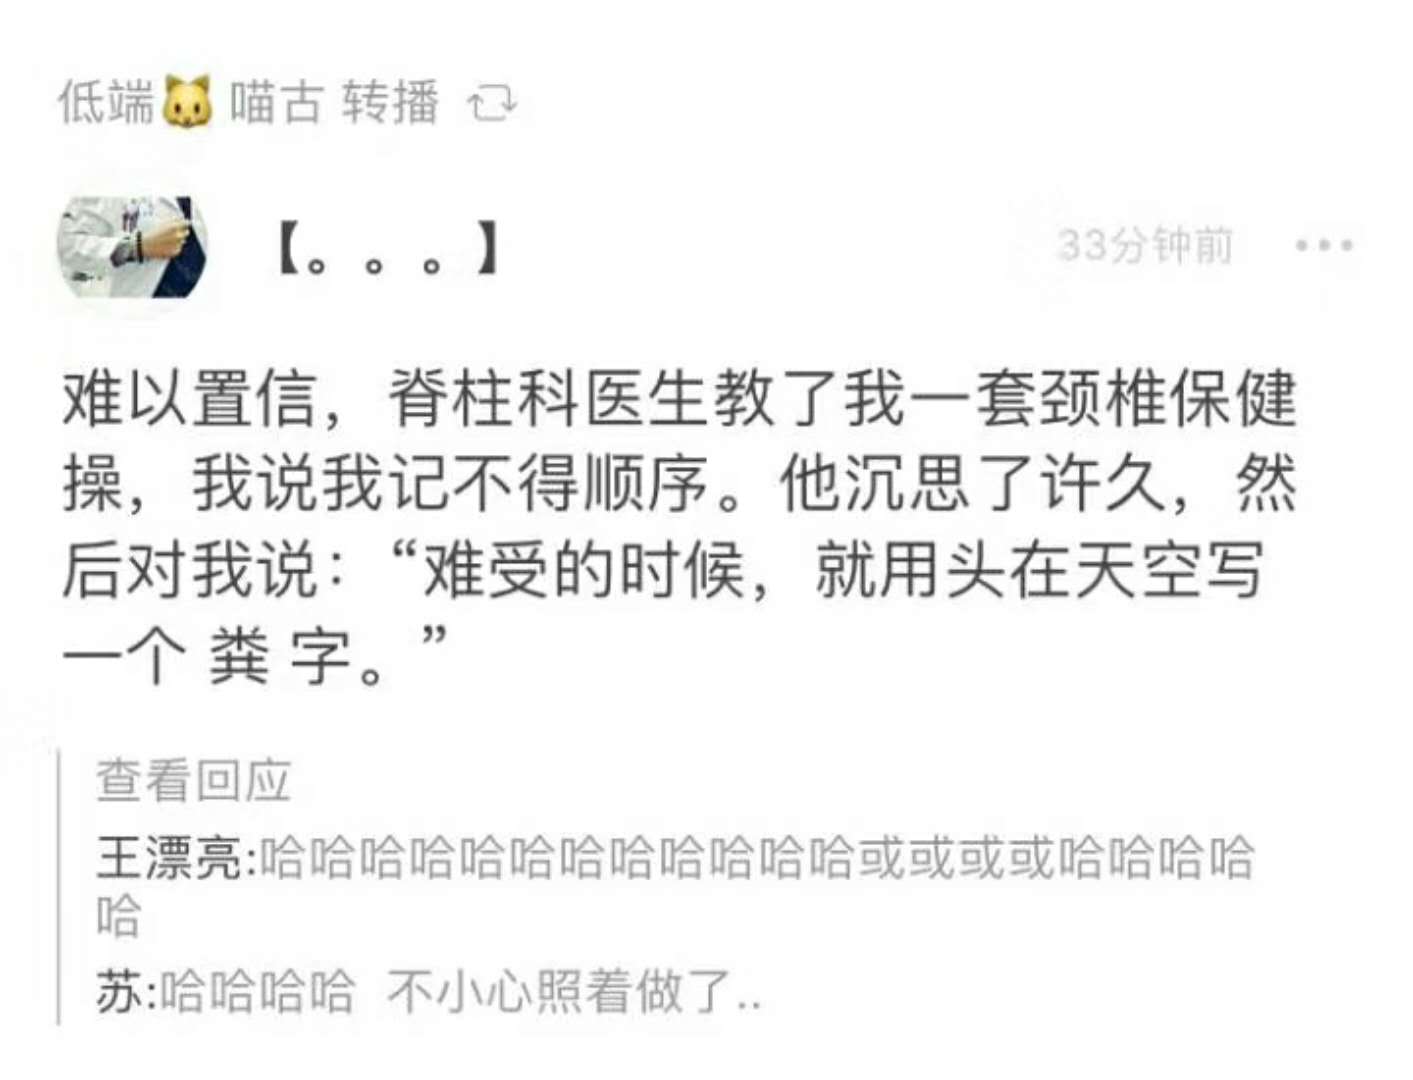 低端🐱喵古 转播
【。。。】
33分钟前
难以置信，脊柱科医生教了我一套颈椎保健
操，我说我记不得顺序。他沉思了许久，然
后对我说：“难受的时候，就用头在天空写
一个 粪 字。”
查看回应
王漂亮:哈哈哈哈哈哈哈哈哈哈哈哈或或或或哈哈哈哈
哈
苏:哈哈哈哈 不小心照着做了..